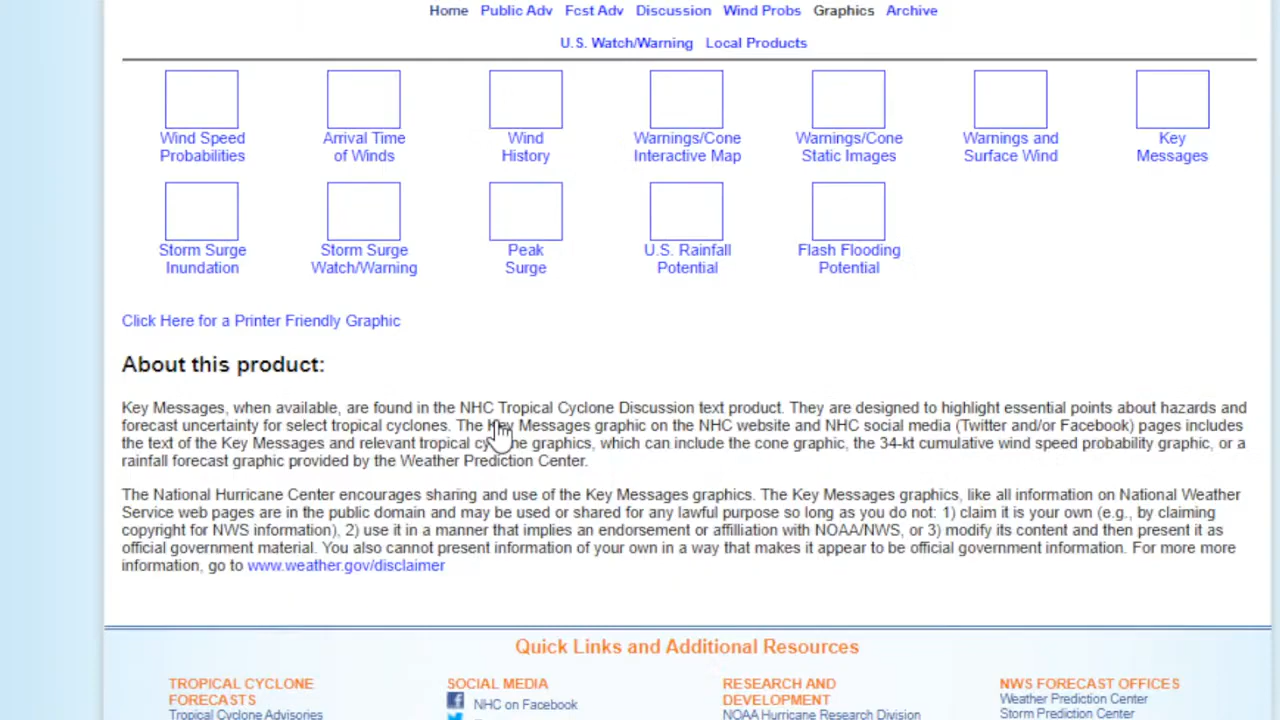 Home Public Adv Fcst Adv Discussion Wind Probs Graphics Archive
U.S. Watch/Warning Local Products
Wind Speed Probabilities
Arrival Time of Winds
Wind History
Warnings/Cone Interactive Map
Warnings/Cone Static Images
Warnings and Surface Wind
Key Messages
Storm Surge Inundation
Storm Surge Watch/Warning
Peak Surge
U.S. Rainfall Potential
Flash Flooding Potential
Click Here for a Printer Friendly Graphic
About this product:
Key Messages, when available, are found in the NHC Tropical Cyclone Discussion text product. They are designed to highlight essential points about hazards and
forecast uncertainty for select tropical cyclones. The Key Messages graphic on the NHC website and NHC social media (Twitter and/or Facebook) pages includes
the text of the Key Messages and relevant tropical cyclone graphics, which can include the cone graphic, the 34-kt cumulative wind speed probability graphic, or a
rainfall forecast graphic provided by the Weather Prediction Center.
The National Hurricane Center encourages sharing and use of the Key Messages graphics. The Key Messages graphics, like all information on National Weather
Service web pages are in the public domain and may be used or shared for any lawful purpose so long as you do not: 1) claim it is your own (e.g., by claiming
copyright for NWS information), 2) use it in a manner that implies an endorsement or affilliation with NOAA/NWS, or 3) modify its content and then present it as
official government material. You also cannot present information of your own in a way that makes it appear to be official government information. For more more
information, go to www.weather.gov/disclaimer
Quick Links and Additional Resources
TROPICAL CYCLONE
FORECASTS
Tropical Cyclone Advisories
SOCIAL MEDIA
NHC on Facebook
RESEARCH AND
DEVELOPMENT
NOAA Hurricane Research Division
NWS FORECAST OFFICES
Weather Prediction Center
Storm Prediction Center